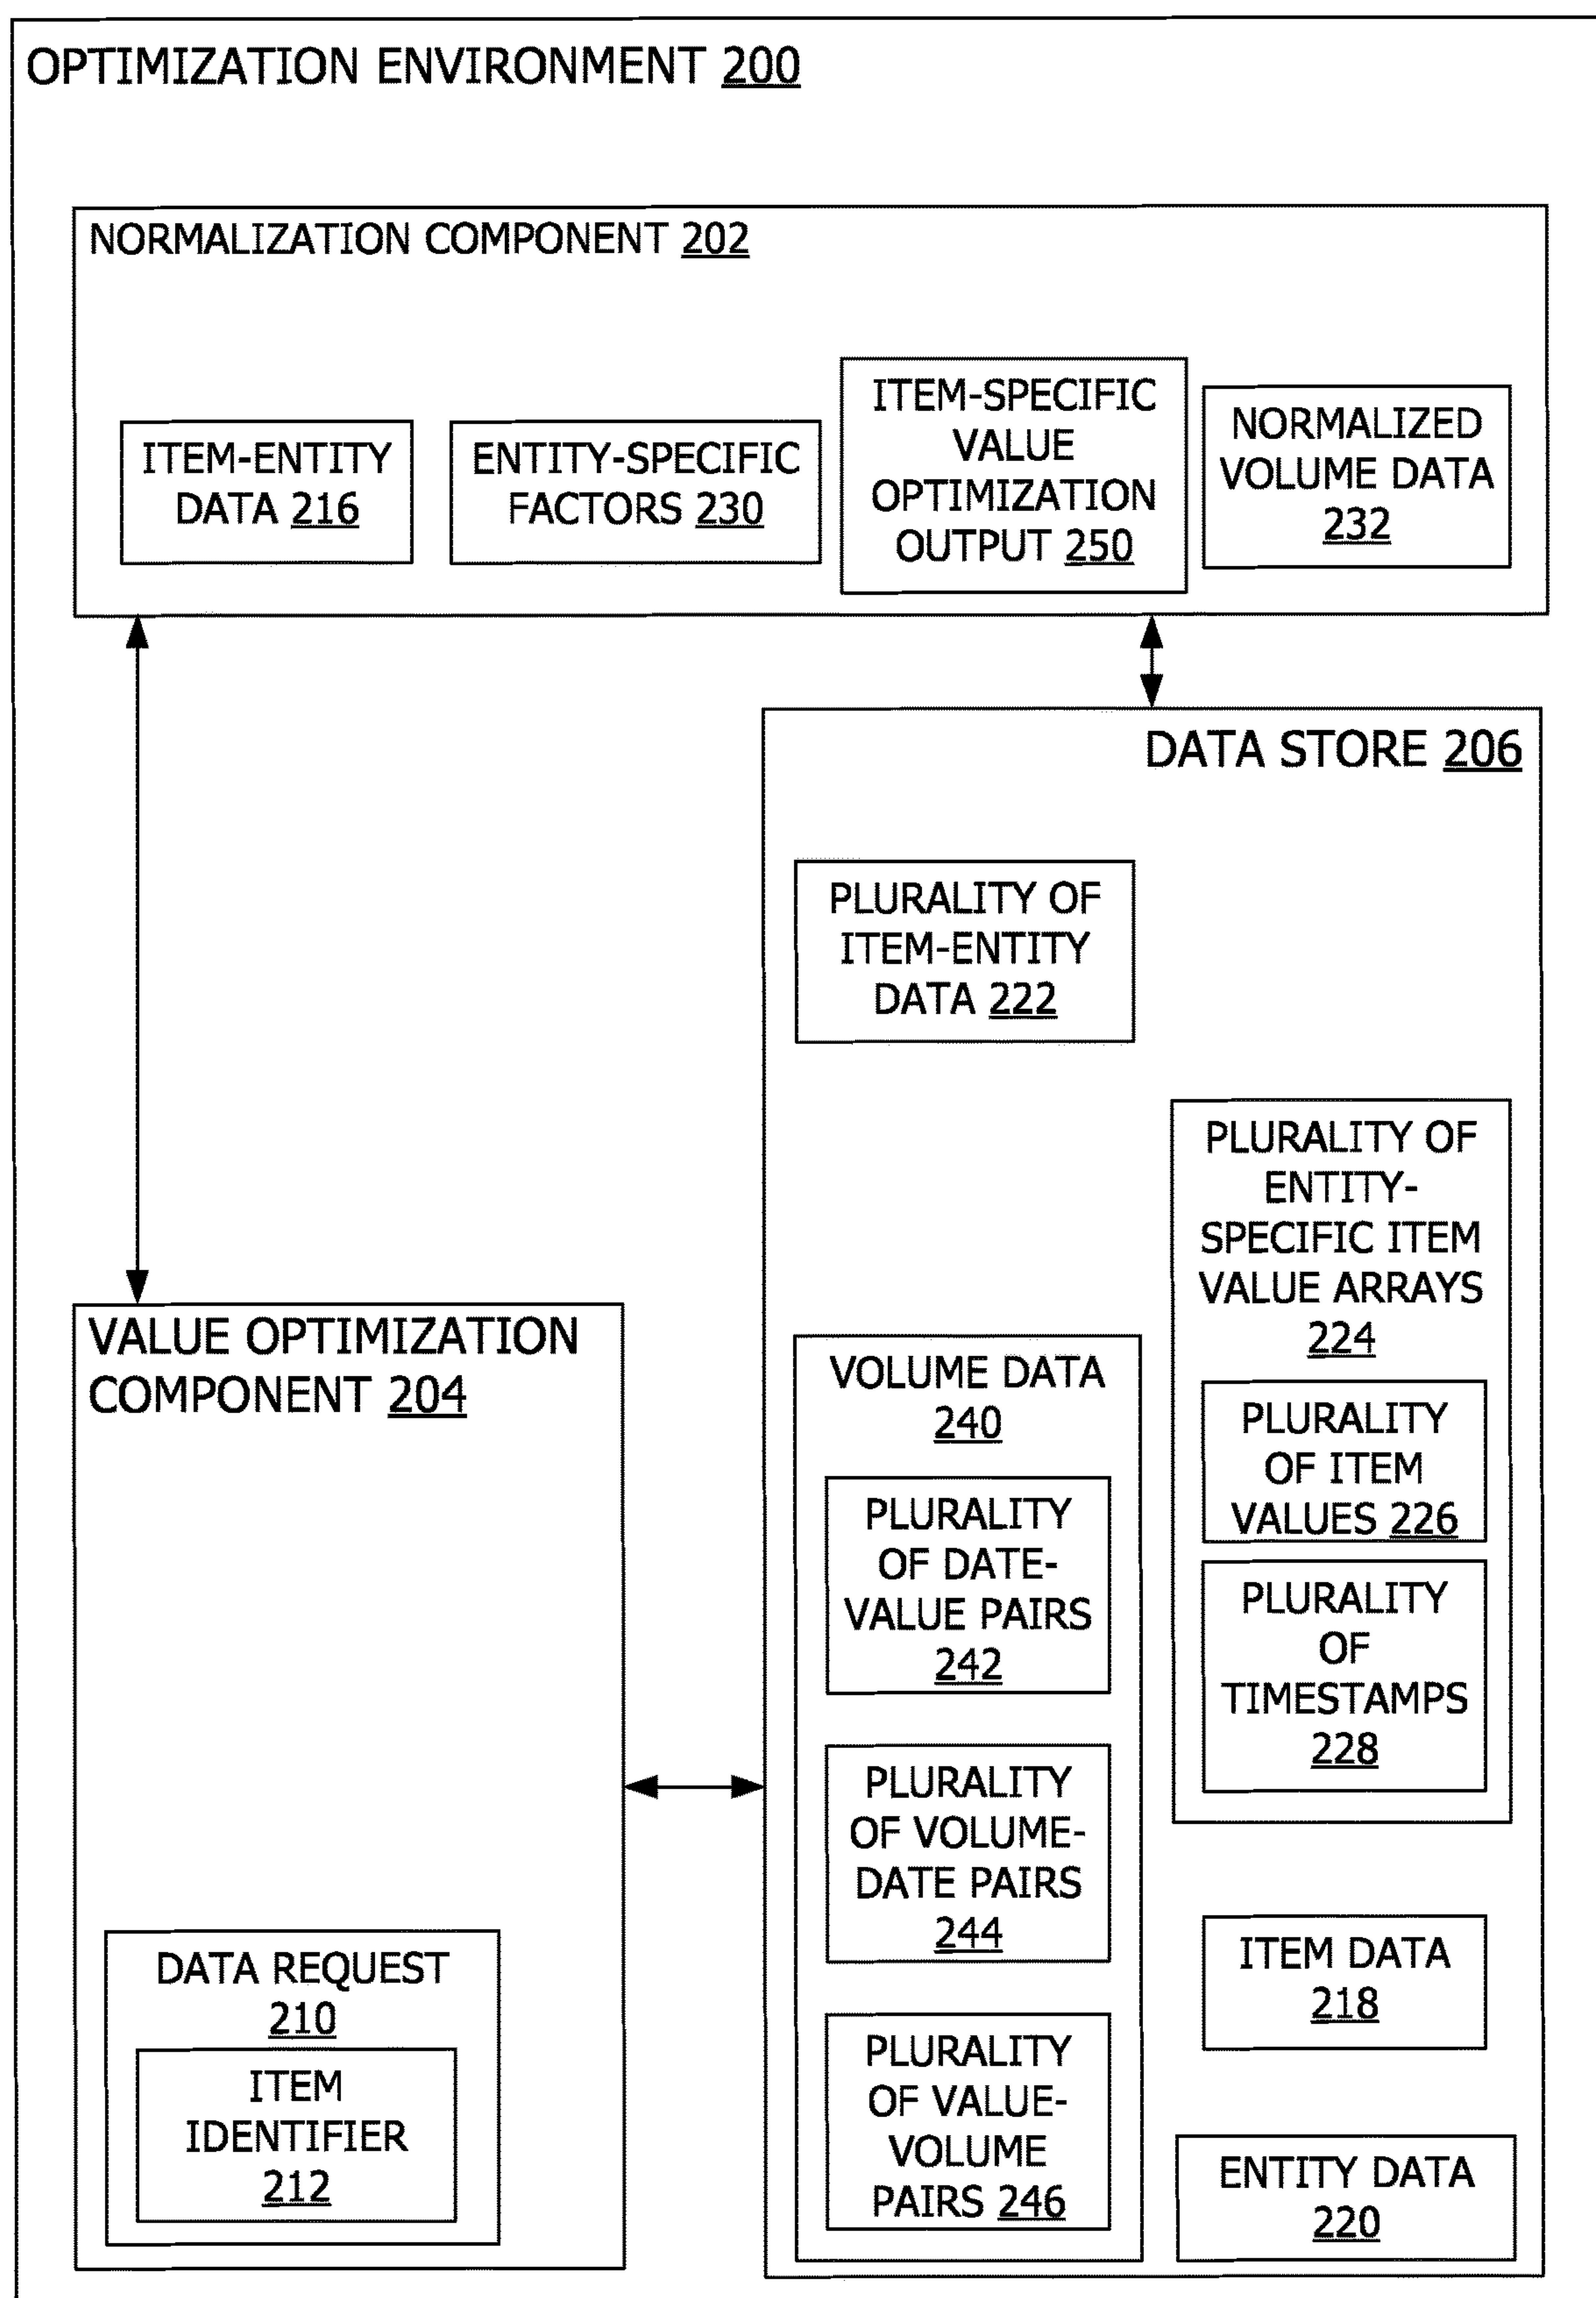 OPTIMIZATION ENVIRONMENT 200
NORMALIZATION COMPONENT 202
ITEM-ENTITY
DATA 216
ENTITY-SPECIFIC
FACTORS 230
ITEM-SPECIFIC
VALUE
OPTIMIZATION
OUTPUT 250
NORMALIZED
VOLUME DATA
232
DATA STORE 206
PLURALITY OF
ITEM-ENTITY
DATA 222
PLURALITY OF
ENTITY-
SPECIFIC ITEM
VALUE ARRAYS
224
PLURALITY
OF ITEM
VALUES 226
PLURALITY
OF
TIMESTAMPS
228
VALUE OPTIMIZATION
COMPONENT 204
DATA REQUEST
210
ITEM
IDENTIFIER
212
VOLUME DATA
240
PLURALITY
OF DATE-
VALUE PAIRS
242
PLURALITY
OF VOLUME-
DATE PAIRS
244
PLURALITY
OF VALUE-
VOLUME
PAIRS 246
ITEM DATA
218
ENTITY DATA
220